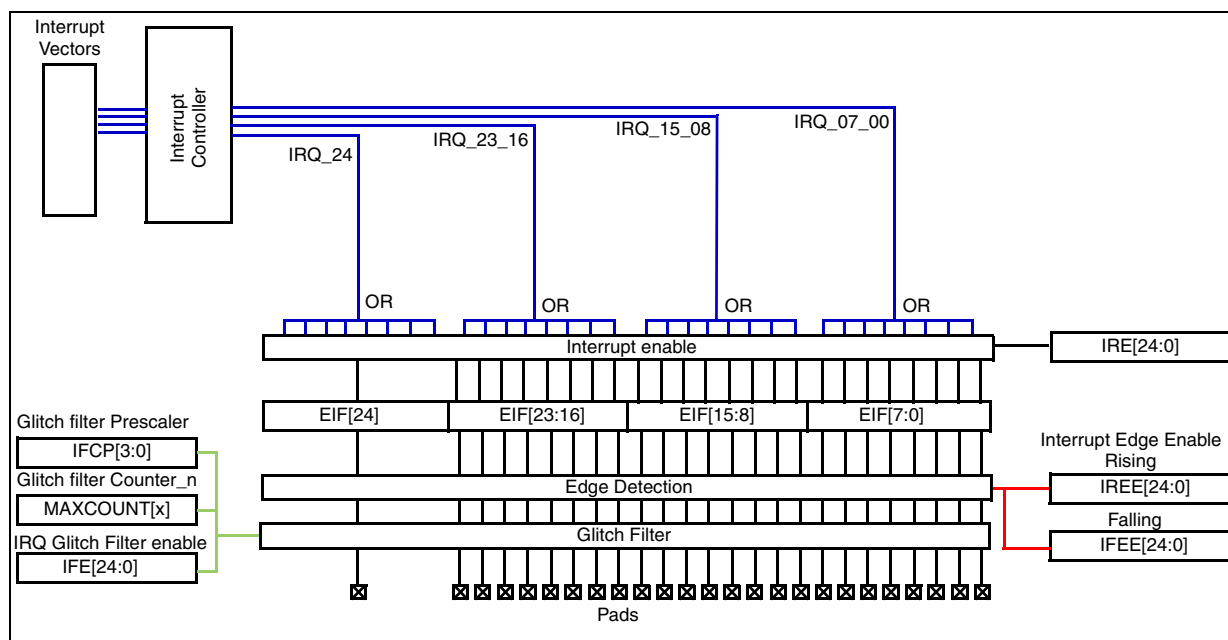 Interrupt
Vectors
Interrupt
Controller
IRQ_24
IRQ_23_16
IRQ_15_08
IRQ_07_00
OR
OR
OR
OR
Interrupt enable
IRE[24:0]
EIF[24]
EIF[23:16]
EIF[15:8]
EIF[7:0]
Glitch filter Prescaler
IFCP[3:0]
Glitch filter Counter_n
MAXCOUNT[x]
IRQ Glitch Filter enable
IFE[24:0]
Edge Detection
Glitch Filter
Interrupt Edge Enable
Rising
IREE[24:0]
Falling
IFEE[24:0]
Pads